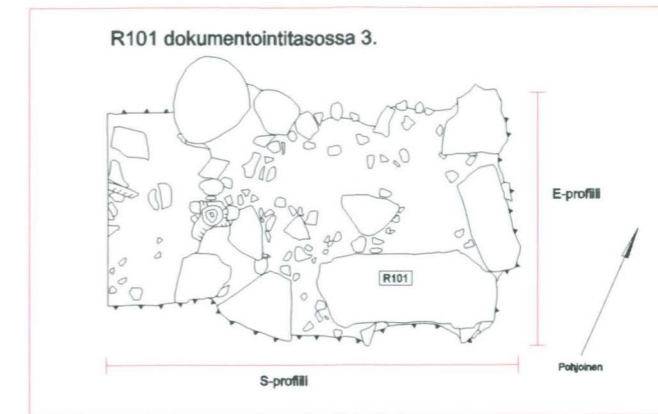 R101 dokumentointitasossa 3.
E-profiili
R101
Pohjoinen
S-profiili